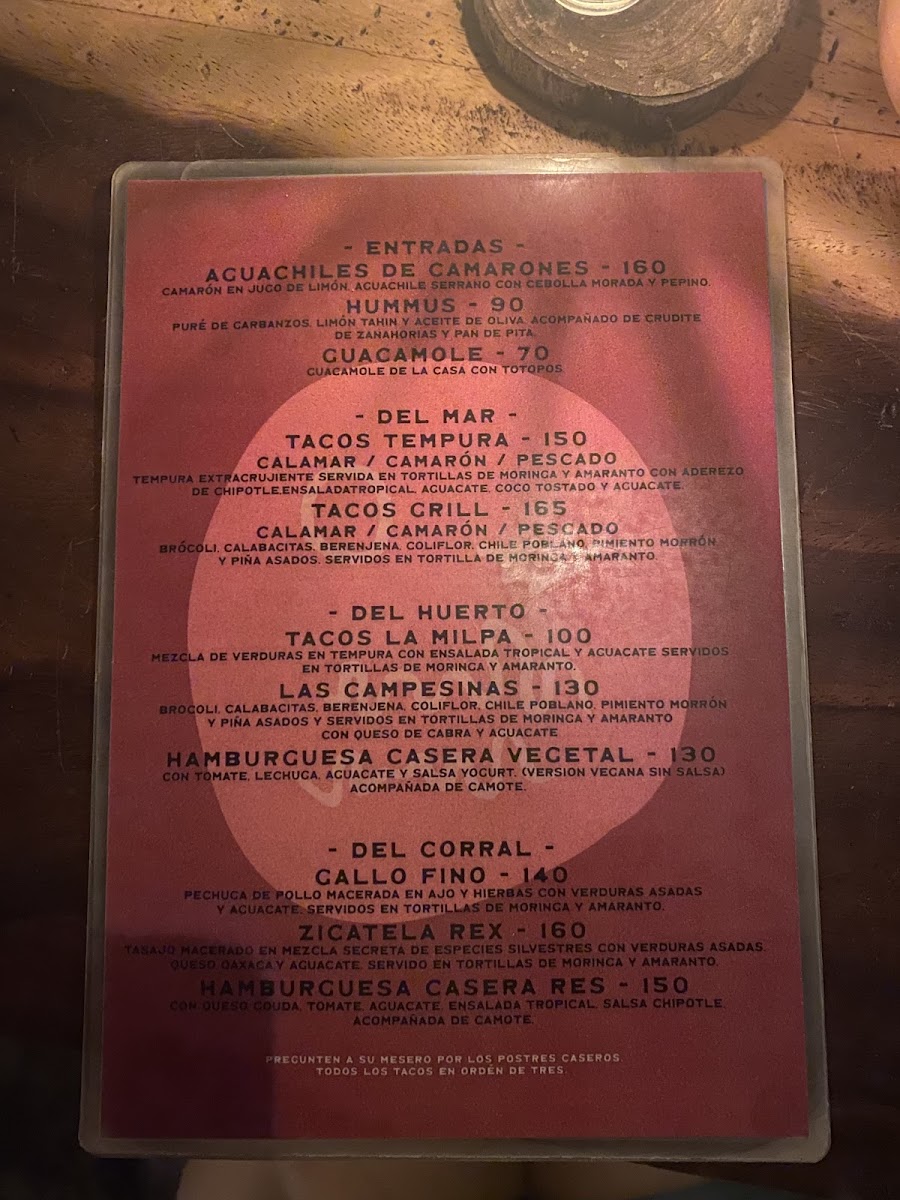 - ENTRADAS -
AGUACHILES DE CAMARONES - 160
CAMARÓN EN JUGO DE LIMÓN, AGUACHILE SERRANO CON CEBOLLA MORADA Y PEPINO.
HUMMUS - 90
PURÉ DE GARBANZOS, LIMÓN TAHIN Y ACEITE DE OLIVA, ACOMPAÑADO DE CRUDITE
DE ZANAHORIAS Y PAN DE PITA.
GUACAMOLE - 70
GUACAMOLE DE LA CASA CON TOTOPOS.
- DEL MAR -
TACOS TEMPURA - 150
CALAMAR / CAMARÓN / PESCADO
TEMPURA EXTRACRUJIENTE SERVIDA EN TORTILLAS DE MORINGA Y AMARANTO CON ADEREZO
DE CHIPOTLE,ENSALADATROPICAL, AGUACATE, COCO TOSTADO Y AGUACATE.
TACOS GRILL - 165
CALAMAR / CAMARÓN / PESCADO
BRÓCOLI, CALABACITAS, BERENJENA, COLIFLOR, CHILE POBLANO, PIMIENTO MORRÓN
Y PIÑA ASADOS. SERVIDOS EN TORTILLA DE MORINGA Y AMARANTO.
- DEL HUERTO -
TACOS LA MILPA - 100
MEZCLA DE VERDURAS EN TEMPURA CON ENSALADA TROPICAL Y AGUACATE SERVIDOS
EN TORTILLAS DE MORINGA Y AMARANTO.
LAS CAMPESINAS - 130
BROCOLI, CALABACITAS, BERENJENA, COLIFLOR, CHILE POBLANO, PIMIENTO MORRÓN
Y PIÑA ASADOS Y SERVIDOS EN TORTILLAS DE MORINGA Y AMARANTO
CON QUESO DE CABRA Y AGUACATE
HAMBURGUESA CASERA VEGETAL - 130
CON TOMATE, LECHUGA, AGUACATE Y SALSA YOGURT. (VERSION VEGANA SIN SALSA)
ACOMPAÑADA DE CAMOTE.
- DEL CORRAL -
GALLO FINO - 140
PECHUGA DE POLLO MACERADA EN AJO Y HIERBAS CON VERDURAS ASADAS
Y AGUACATE. SERVIDOS EN TORTILLAS DE MORINGA Y AMARANTO.
ZICATELA REX - 160
TASAJO MACERADO EN MEZCLA SECRETA DE ESPECIES SILVESTRES CON VERDURAS ASADAS.
QUESO OAXACA Y AGUACATE. SERVIDO EN TORTILLAS DE MORINGA Y AMARANTO.
HAMBURGUESA CASERA RES - 150
CON QUESO GOUDA, TOMATE, AGUACATE, ENSALADA TROPICAL, SALSA CHIPOTLE,
ACOMPAÑADA DE CAMOTE.
PREGUNTEN A SU MESERO POR LOS POSTRES CASEROS.
TODOS LOS TACOS EN ORDÉN DE TRES.